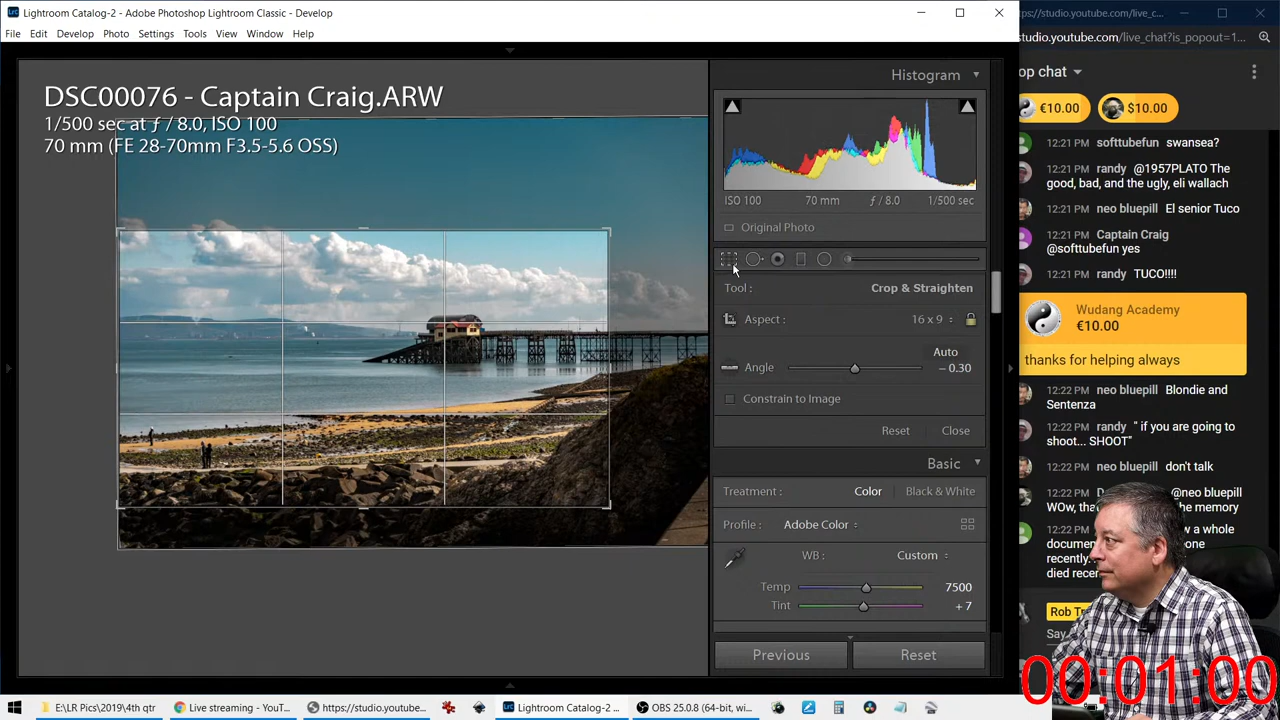 Lightroom Catalog-2 - Adobe Photoshop Lightroom Classic - Develop
File Edit Develop Photo Settings Tools View Window Help
DSC00076 - Captain Craig.ARW
1/500 sec at ƒ / 8.0, ISO 100
70 mm (FE 28-70mm F3.5-5.6 OSS)
Histogram
ISO 100 70 mm ƒ / 8.0 1/500 sec
Original Photo
Tool : Crop & Straighten
Aspect : 16 x 9
Auto
Angle - 0.30
Constrain to Image
Reset Close
Basic
Treatment : Color Black & White
Profile : Adobe Color
WB : Custom
Temp 7500
Tint + 7
Previous Reset
studio.youtube.com/live_c...
studio.youtube.com/live_chat?is_popout=1...
op chat
€10.00 $10.00
12:21 PM softtubefun swansea?
12:21 PM randy @1957PLATO The
good, bad, and the ugly, eli wallach
12:21 PM neo bluepill El senior Tuco
12:21 PM Captain Craig
@softtubefun yes
12:21 PM randy TUCO!!!!
Wudang Academy
€10.00
thanks for helping always
12:22 PM neo bluepill Blondie and
Sentenza
12:22 PM randy " if you are going to
shoot... SHOOT"
12:22 PM neo bluepill don't talk
12:22 PM @neo bluepill
WOw, the memory
12:22 PM a whole
recently.
died
Rob
00:01:00
E:\LR Pics\2019\4th qtr
Live streaming - YouT...
https://studio.youtube...
Lightroom Catalog-2 ...
OBS 25.0.8 (64-bit, wi...